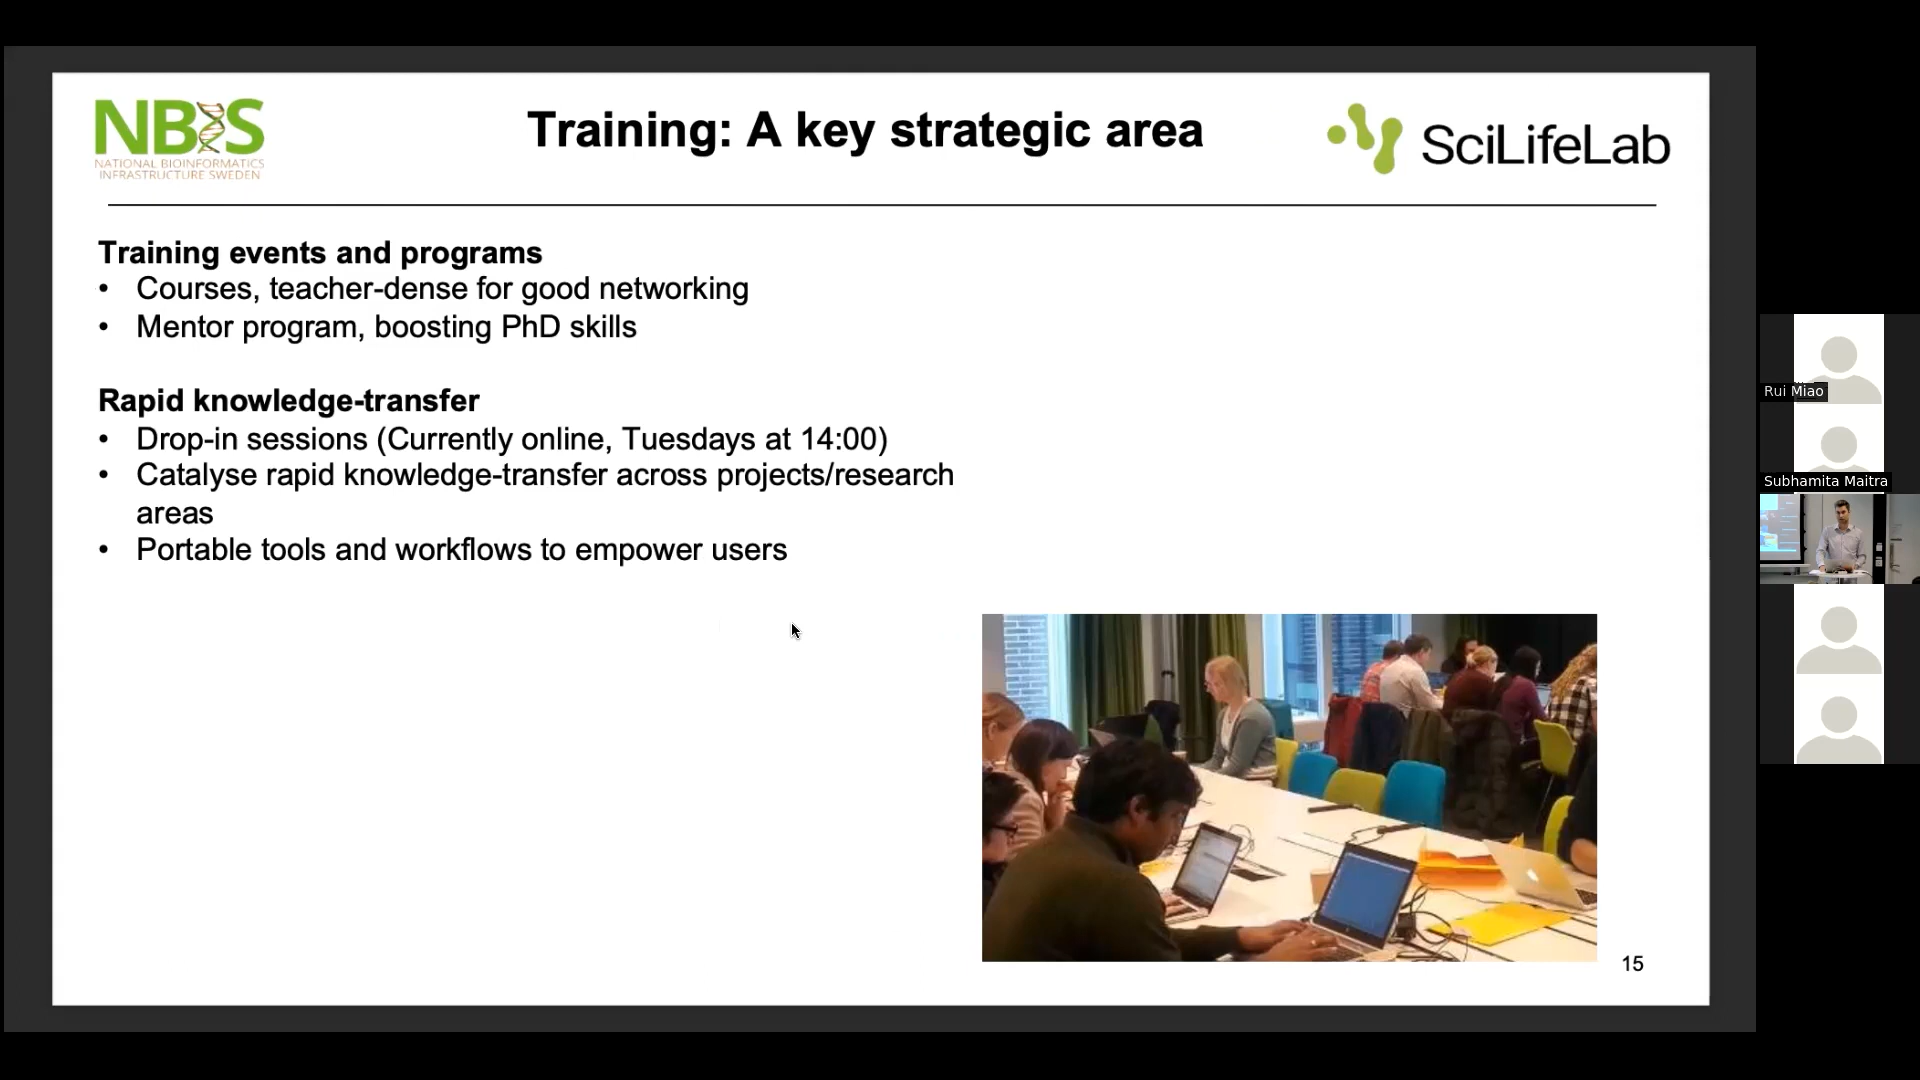 NBIS
NATIONAL BIOINFORMATICS
INFRASTRUCTURE SWEDEN
Training: A key strategic area
SciLifeLab
Training events and programs
• Courses, teacher-dense for good networking
• Mentor program, boosting PhD skills
Rapid knowledge-transfer
• Drop-in sessions (Currently online, Tuesdays at 14:00)
• Catalyse rapid knowledge-transfer across projects/research
areas
• Portable tools and workflows to empower users
15
Rui Miao
Subhamita Maitra